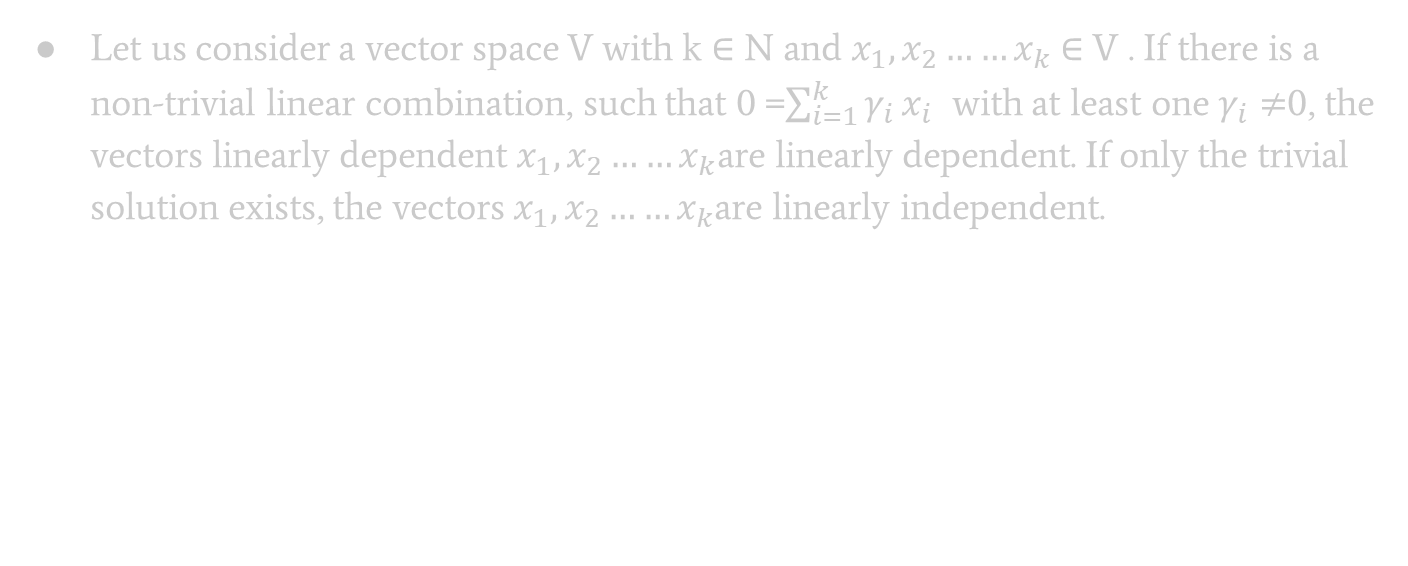 ● Let us consider a vector space V with k ∈ N and 𝑥₁, 𝑥₂ … … 𝑥ₖ ∈ V . If there is a
non-trivial linear combination, such that 0 =∑ᵢ₌₁ᵏ 𝛾ᵢ 𝑥ᵢ with at least one 𝛾ᵢ ≠0, the
vectors linearly dependent 𝑥₁, 𝑥₂ … … 𝑥ₖare linearly dependent. If only the trivial
solution exists, the vectors 𝑥₁, 𝑥₂ … … 𝑥ₖare linearly independent.